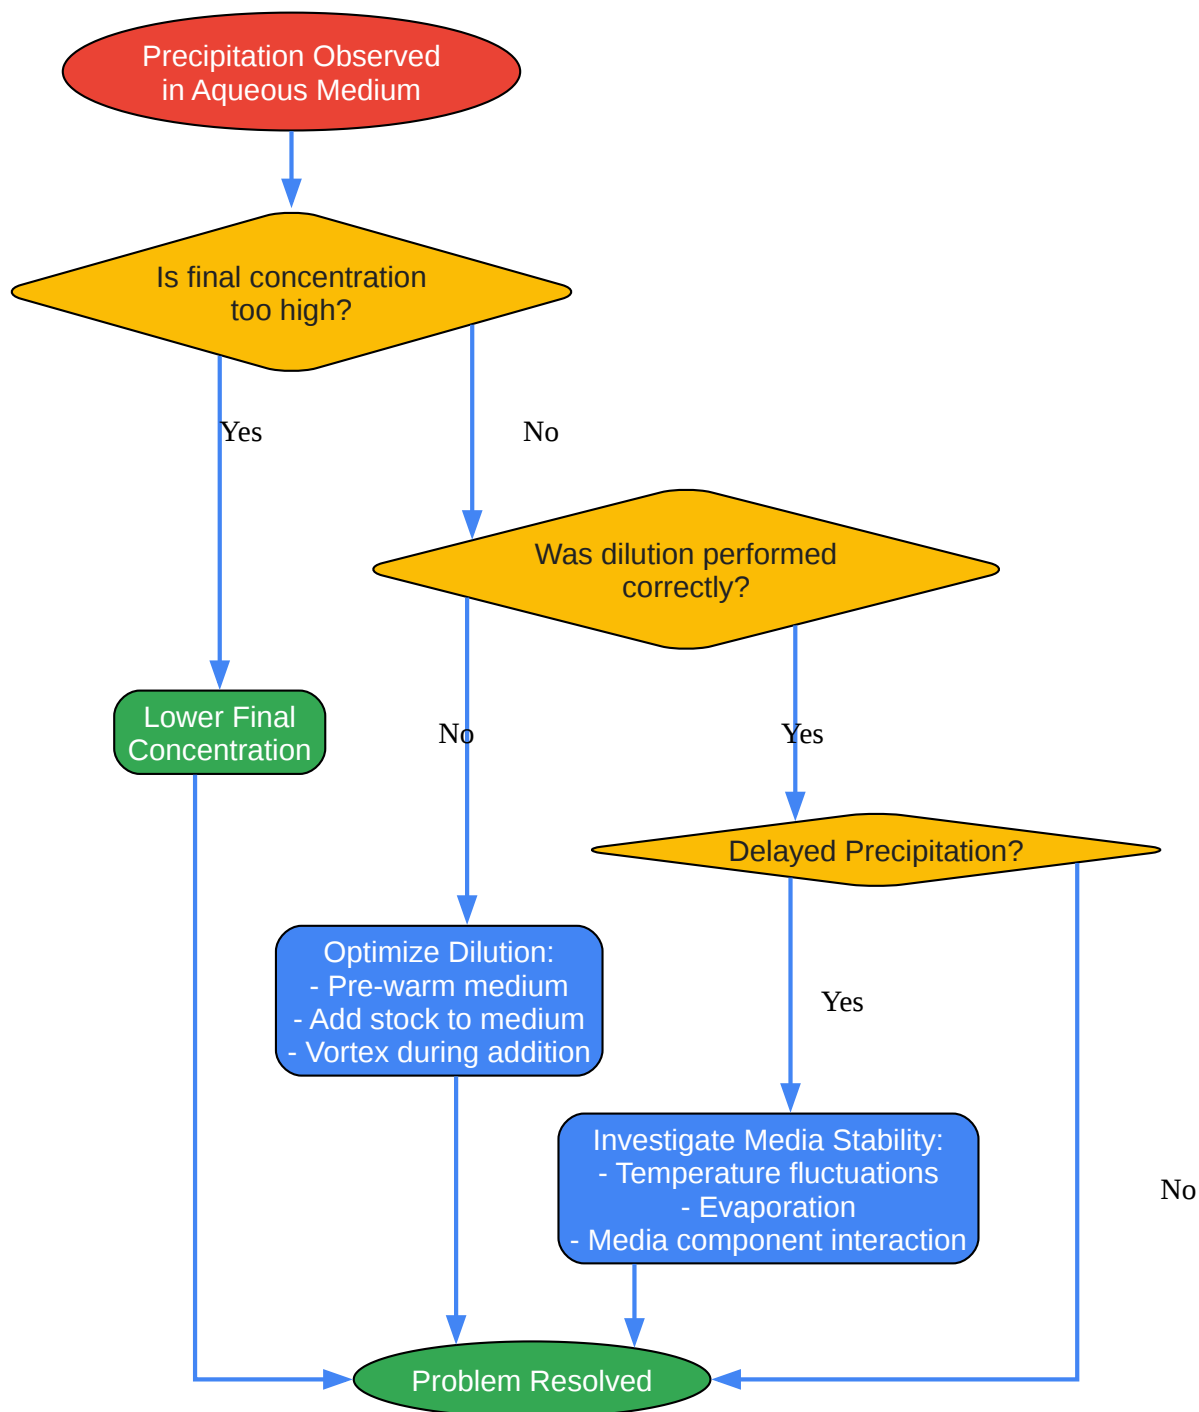 Precipitation Observed
in Aqueous Medium
Is final concentration
too high?
Yes
No
Was dilution performed
correctly?
Lower Final
Concentration
No
Yes
Delayed Precipitation?
Optimize Dilution:
- Pre-warm medium
- Add stock to medium
- Vortex during addition
Yes
Investigate Media Stability:
- Temperature fluctuations
- Evaporation
- Media component interaction
No
Problem Resolved